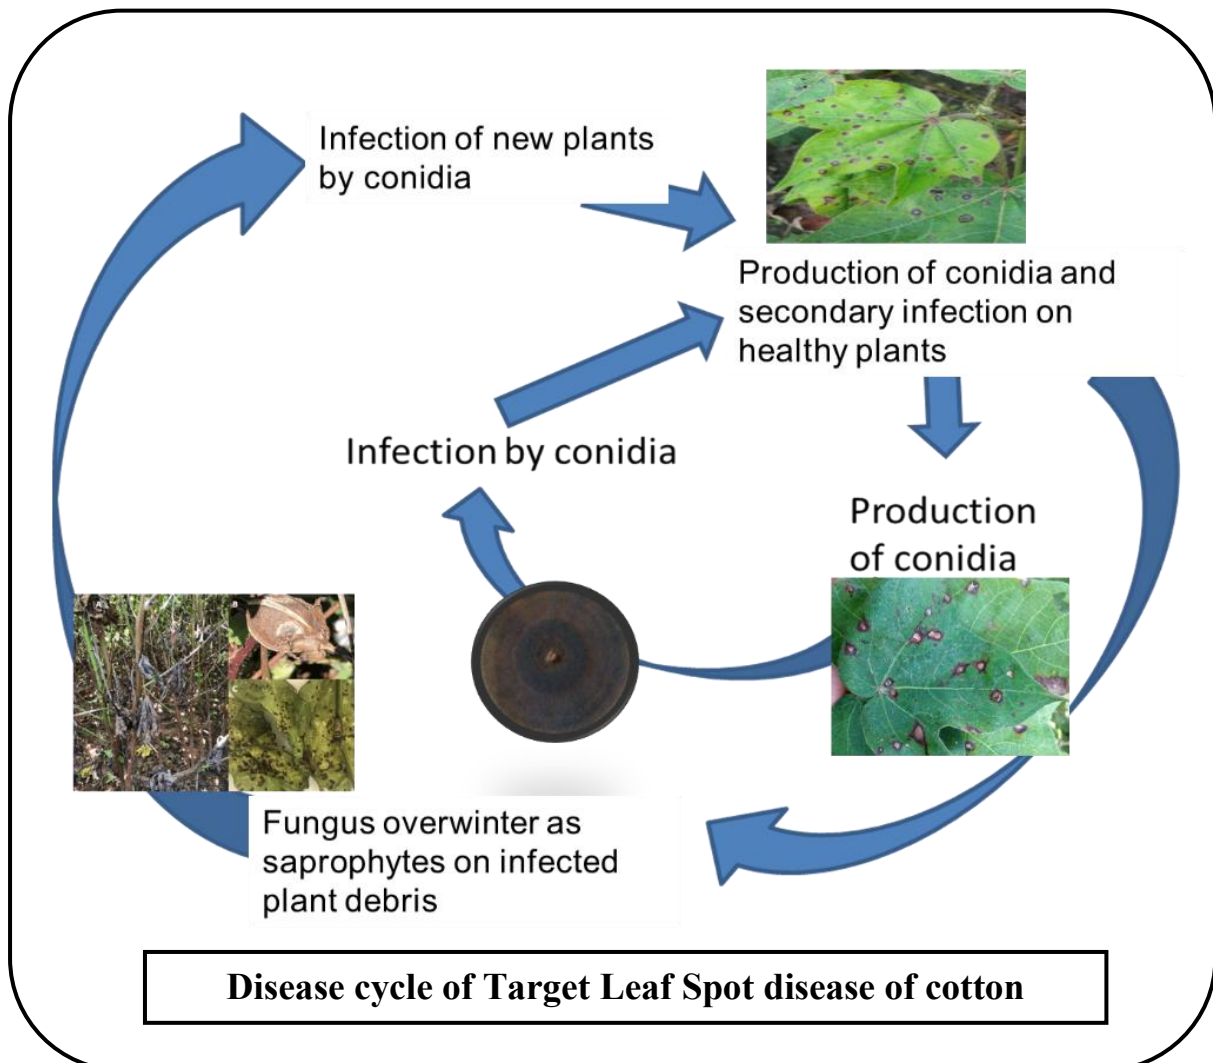 Infection of new plants
by conidia
Production of conidia and
secondary infection on
healthy plants
Infection by conidia
Production
of conidia
Fungus overwinter as
saprophytes on infected
plant debris
Disease cycle of Target Leaf Spot disease of cotton